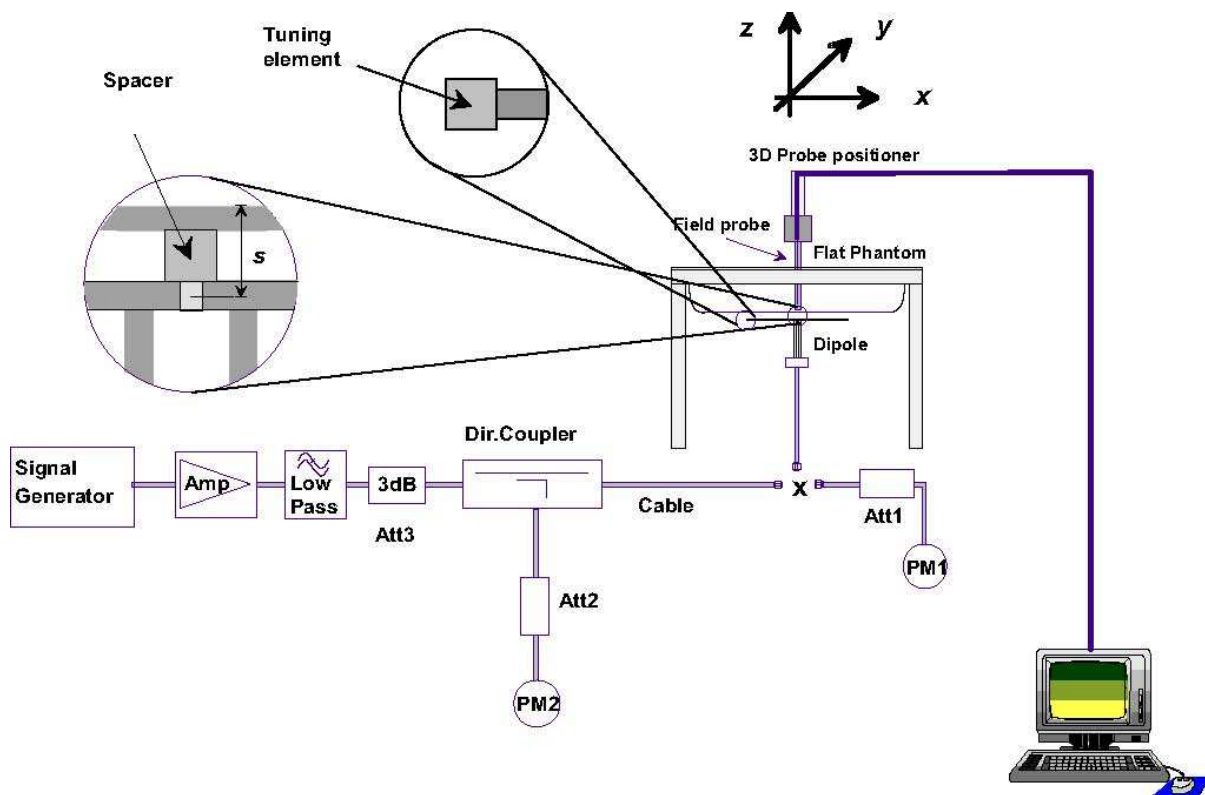 Tuning
element
Spacer
z
y
x
3D Probe positioner
Field probe
Flat Phantom
s
Dipole
Dir.Coupler
Signal
Generator
Amp
Low
Pass
3dB
Att3
Cable
x
Att1
PM1
Att2
PM2